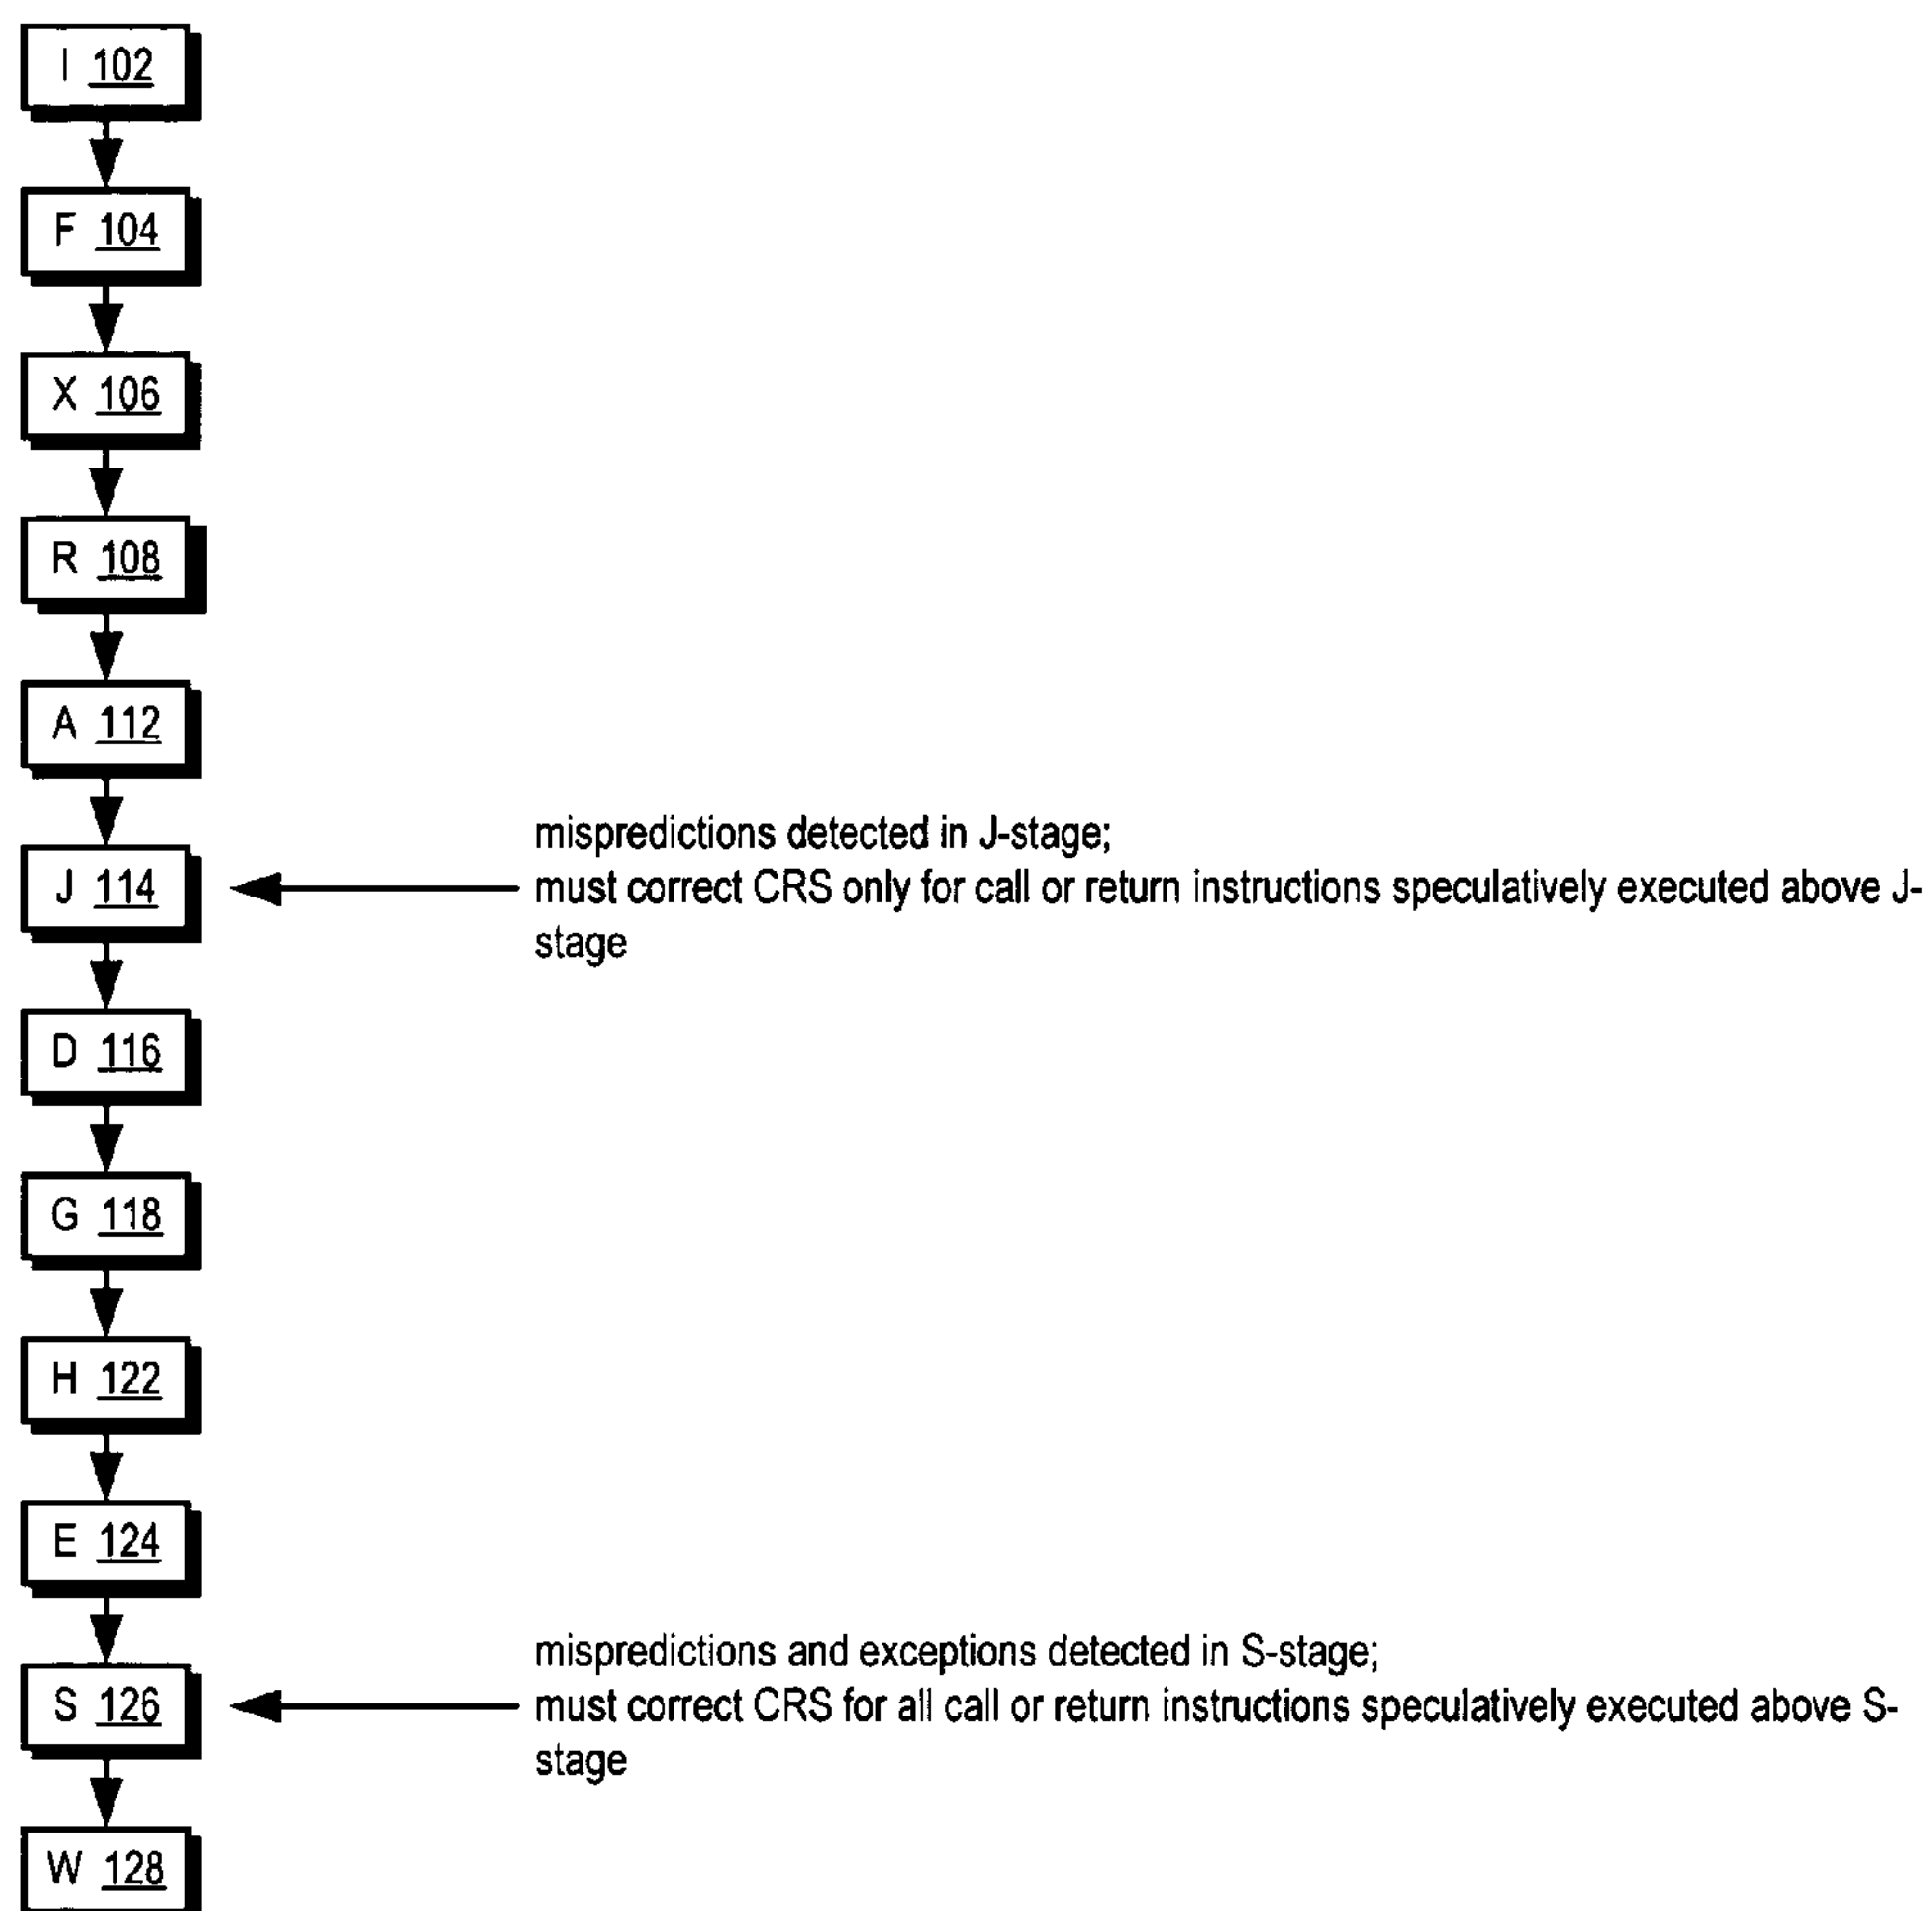 I 102
F 104
X 106
R 108
A 112
mispredictions detected in J-stage;
J 114
must correct CRS only for call or return instructions speculatively executed above J-
stage
D 116
G 118
H 122
E 124
mispredictions and exceptions detected in S-stage;
S 126
must correct CRS for all call or return instructions speculatively executed above S-
stage
W 128